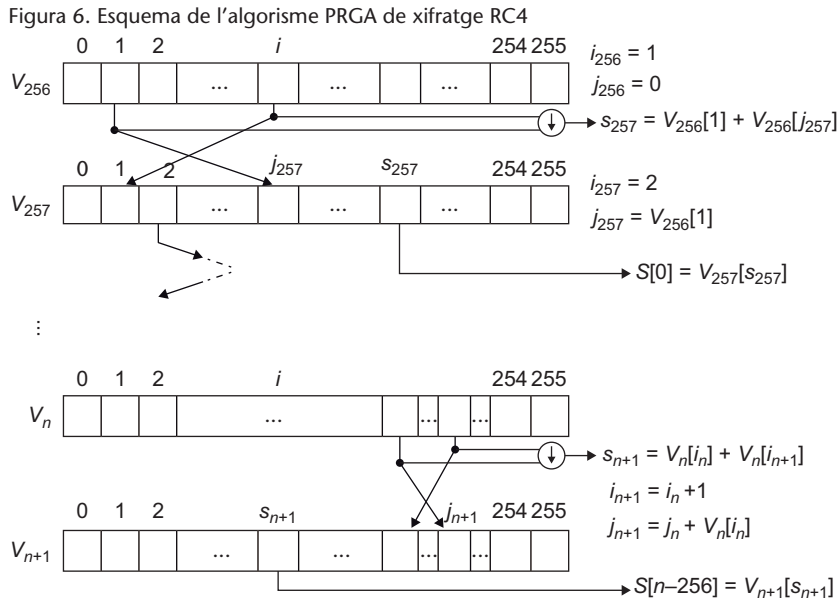 Figura 6. Esquema de l'algorisme PRGA de xifratge RC4
0 1 2 i 254 255
i256 = 1
V256 ... ... ...
j256 = 0
s257 = V256[1] + V256[j257]
0 1 2 j257 s257 254 255
i257 = 2
V257 ... ... ... ...
j257 = V256[1]
S[0] = V257[s257]
...
0 1 2 i 254 255
Vn ... ... ...
sn+1 = Vn[in] + Vn[in+1]
in+1 = in +1
0 1 2 sn+1 jn+1 254 255
jn+1 = jn + Vn[in]
Vn+1 ... ... ... ... ...
S[n–256] = Vn+1[sn+1]